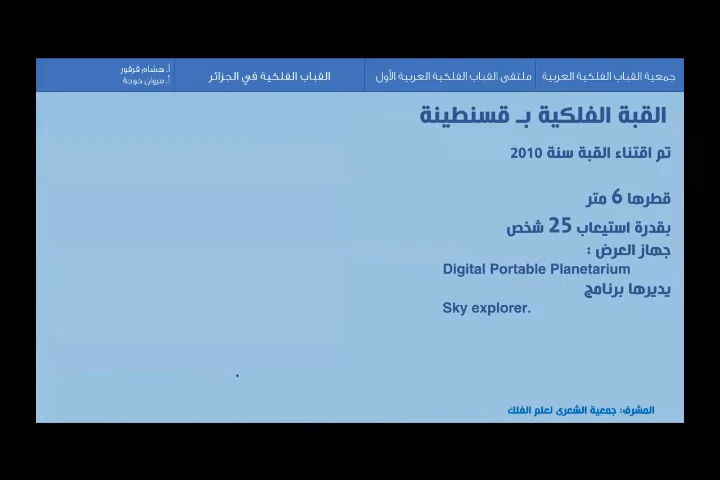 جمعية القباب الفلكية العربية
ملتقى القباب الفلكية العربية الأول
القباب الفلكية في الجزائر
أ. هشام قرقور
أ. مروان خوجة
القبة الفلكية بـ قسنطينة
تم اقتناء القبة سنة 2010
قطرها 6 متر
بقدرة استيعاب 25 شخص
جهاز العرض :
Digital Portable Planetarium
يديرها برنامج
Sky explorer.
المشرف: جمعية الشعرى لعلم الفلك